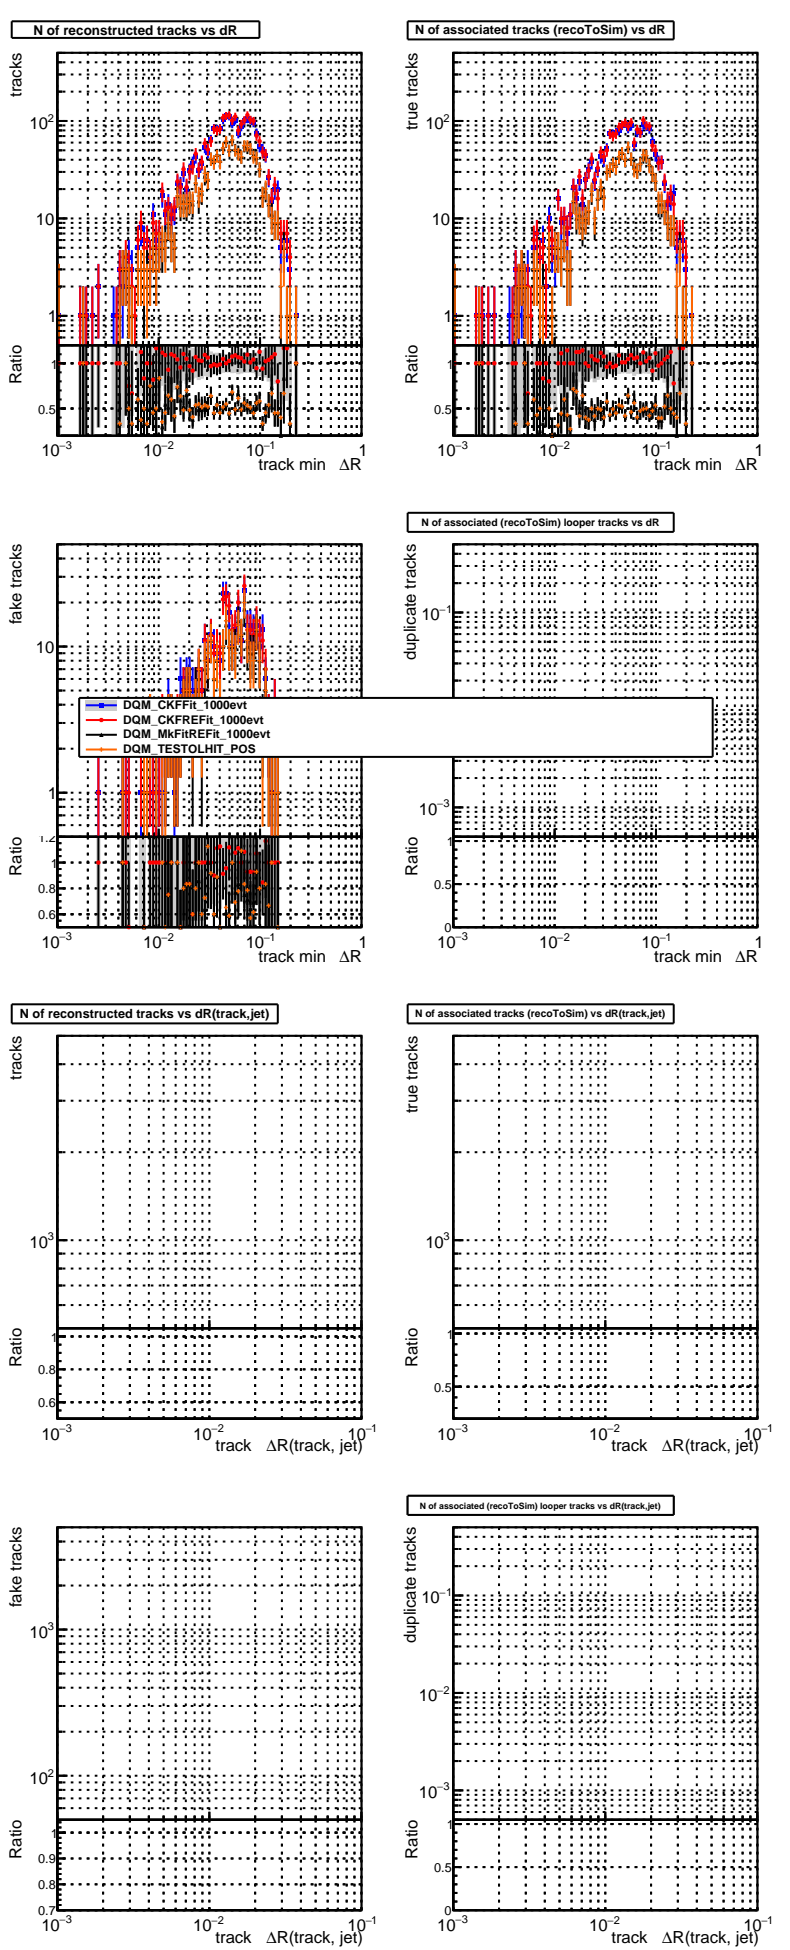 N of reconstructed tracks vs dR
N of associated tracks (recoToSim) vs dR
tracks
10²
10
1
Ratio
1
0.5
10⁻³ 10⁻² 10⁻¹ 1
track min ΔR
true tracks
10²
10
1
Ratio
1
0.5
10⁻³ 10⁻² 10⁻¹ 1
track min ΔR
N of associated (recoToSim) looper tracks vs dR
fake tracks
10
1
Ratio
1.2
1
0.8
0.6
10⁻³ 10⁻² 10⁻¹ 1
track min ΔR
duplicate tracks
10⁻¹
10⁻³
Ratio
1
0.5
0
10⁻³ 10⁻² 10⁻¹ 1
track min ΔR
DQM_CKFFit_1000evt
DQM_CKFREFit_1000evt
DQM_MkFitREFit_1000evt
DQM_TESTOLHIT_POS
N of reconstructed tracks vs dR(track,jet)
N of associated tracks (recoToSim) vs dR(track,jet)
tracks
10³
Ratio
1
0.8
0.6
10⁻³ 10⁻² 10⁻¹
track ΔR(track, jet)
true tracks
10³
Ratio
1
0.5
10⁻³ 10⁻² 10⁻¹
track ΔR(track, jet)
N of associated (recoToSim) looper tracks vs dR(track,jet)
fake tracks
10³
10²
Ratio
1
0.9
0.8
0.7
10⁻³ 10⁻² 10⁻¹
track ΔR(track, jet)
duplicate tracks
10⁻¹
10⁻²
10⁻³
Ratio
1
0.5
0
10⁻³ 10⁻² 10⁻¹
track ΔR(track, jet)